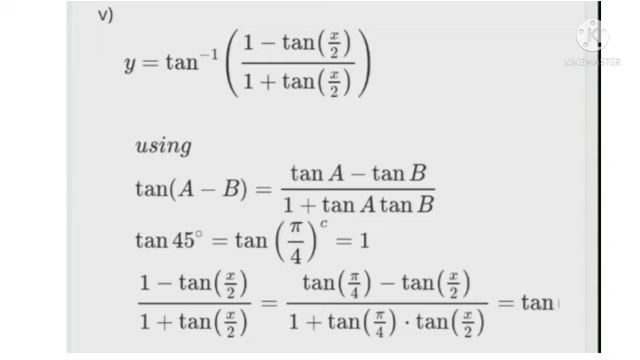 v)
y = tan⁻¹((1 − tan(x/2))/(1 + tan(x/2)))
using
tan(A − B) = (tan A − tan B)/(1 + tan A tan B)
tan 45° = tan(π/4)ᶜ = 1
(1 − tan(x/2))/(1 + tan(x/2)) = (tan(π/4) − tan(x/2))/(1 + tan(π/4) · tan(x/2)) = tan
K
KINEMASTER